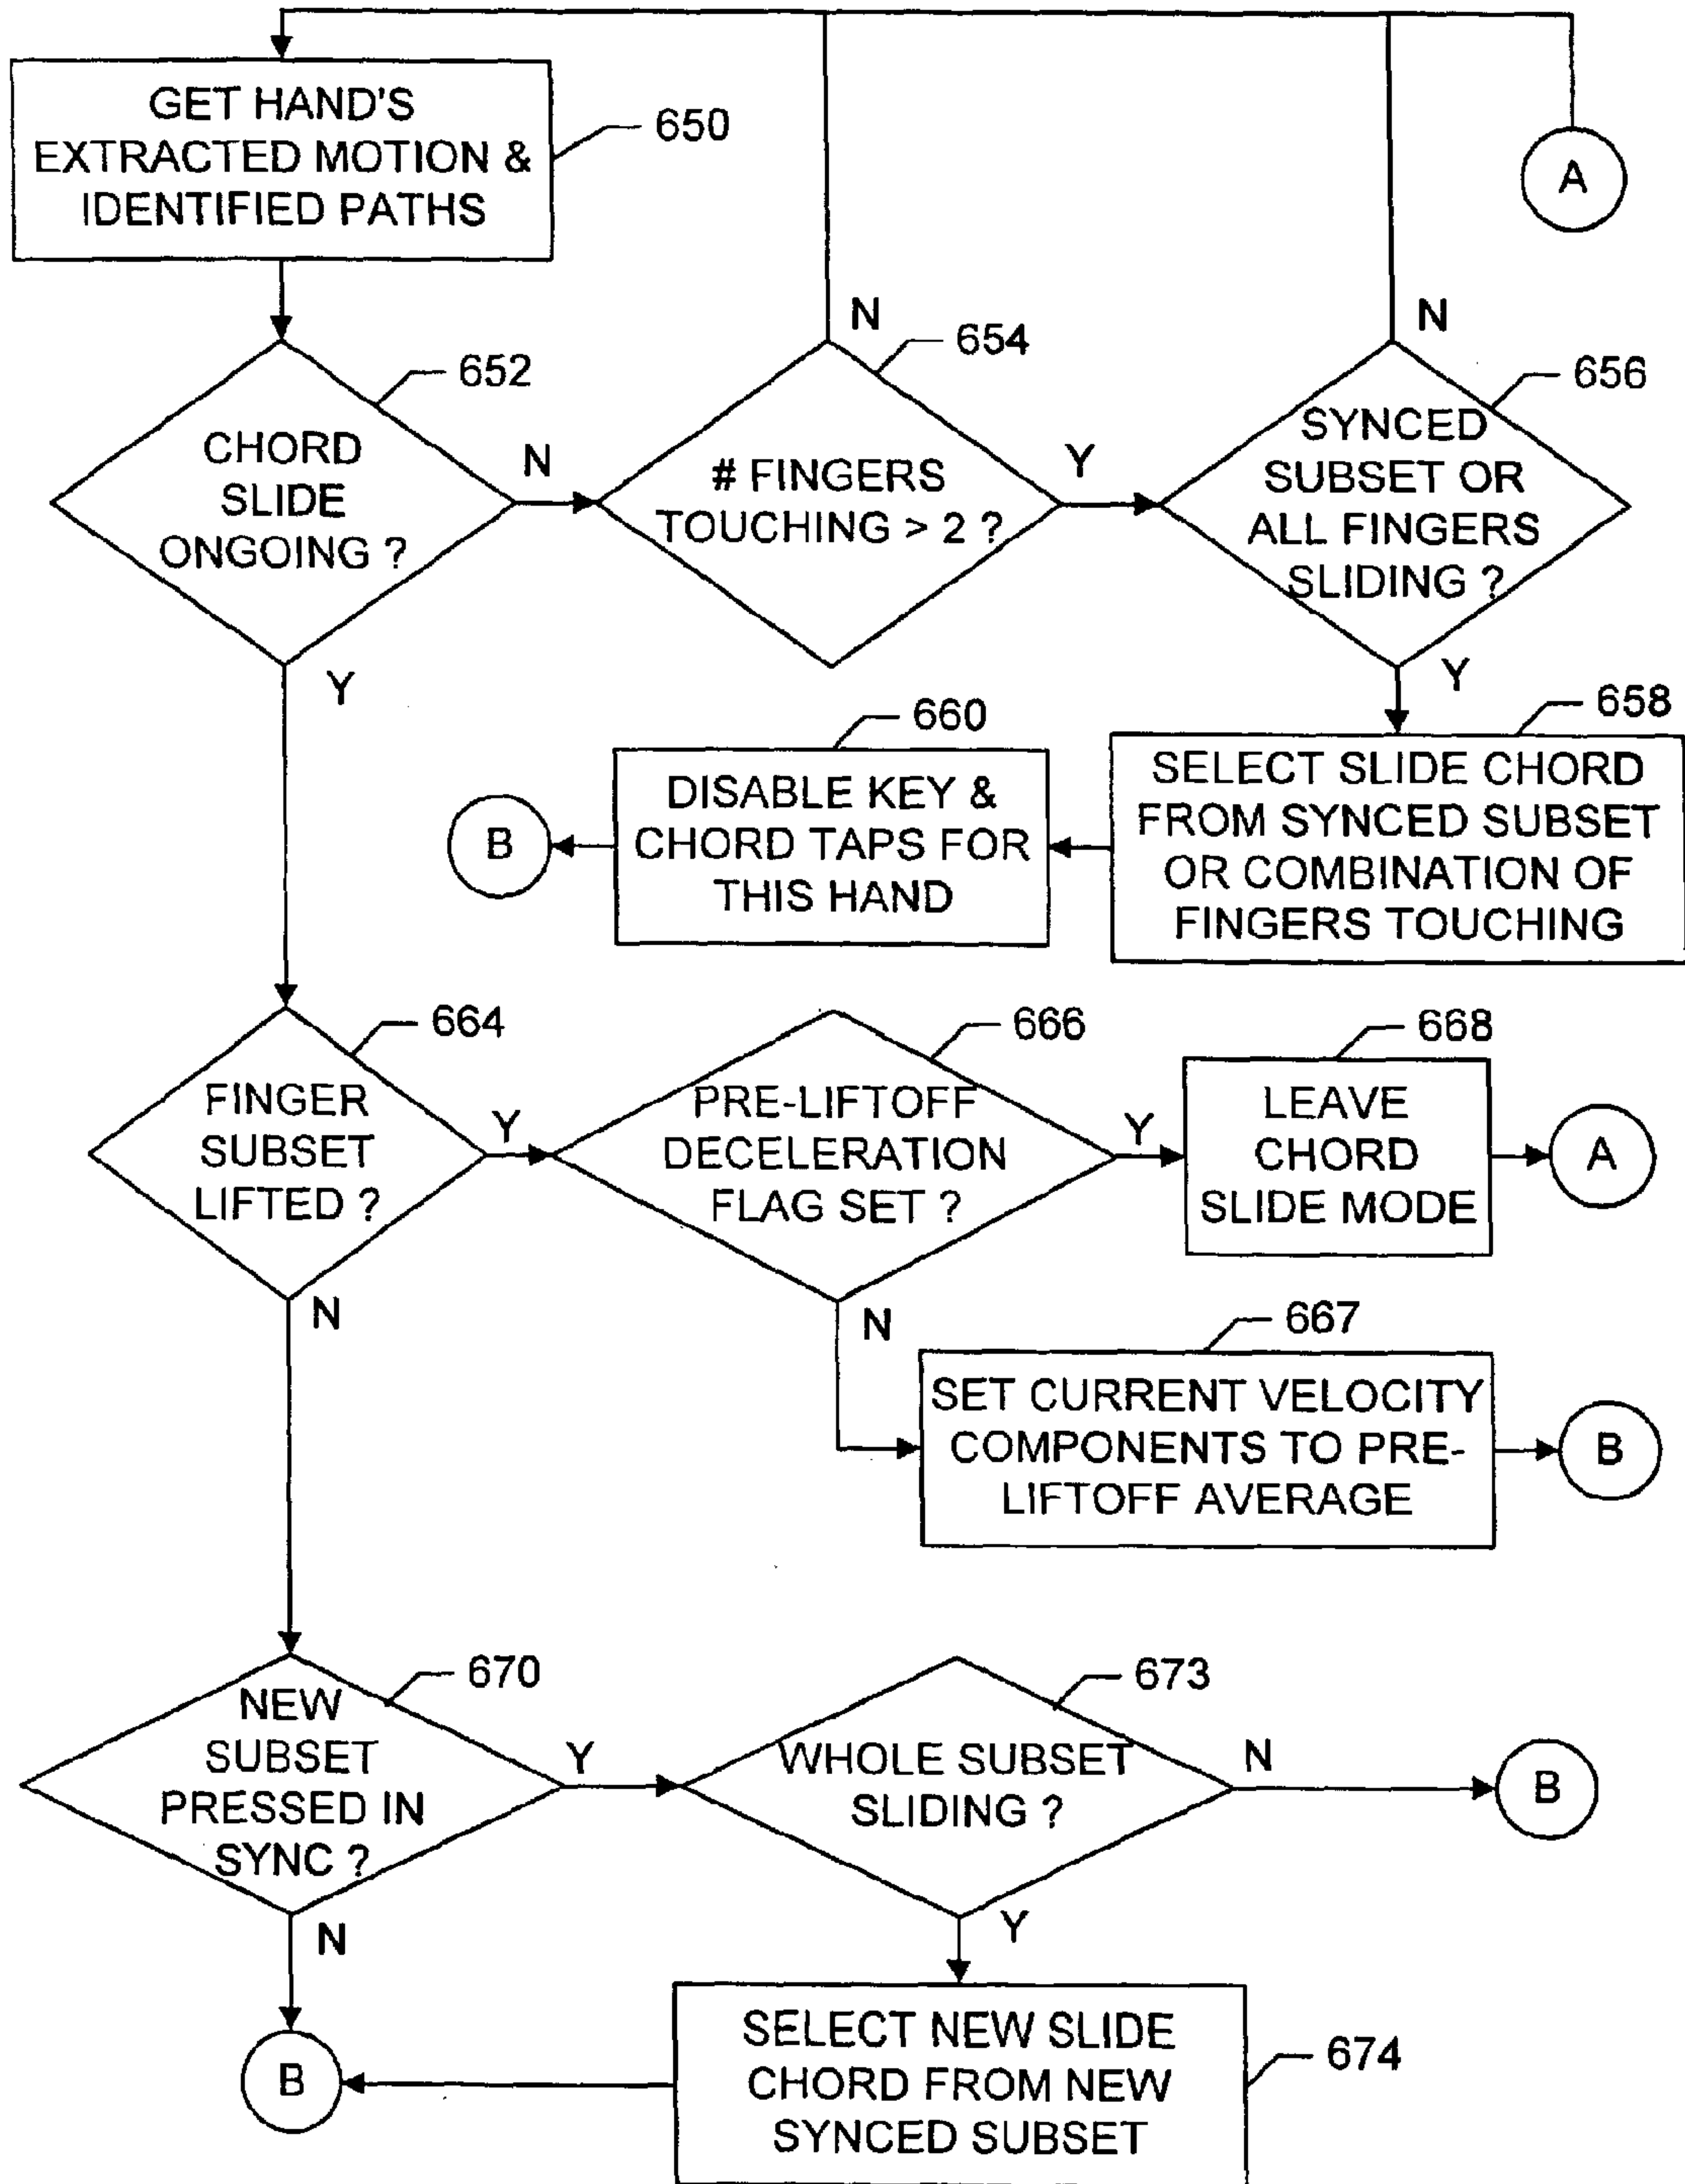 GET HAND'S
EXTRACTED MOTION &
IDENTIFIED PATHS
650
A
CHORD
SLIDE
ONGOING ?
652
N
Y
# FINGERS
TOUCHING > 2 ?
654
N
Y
SYNCED
SUBSET OR
ALL FINGERS
SLIDING ?
656
N
Y
SELECT SLIDE CHORD
FROM SYNCED SUBSET
OR COMBINATION OF
FINGERS TOUCHING
658
DISABLE KEY &
CHORD TAPS FOR
THIS HAND
660
B
FINGER
SUBSET
LIFTED ?
664
Y
N
PRE-LIFTOFF
DECELERATION
FLAG SET ?
666
Y
N
LEAVE
CHORD
SLIDE MODE
668
A
SET CURRENT VELOCITY
COMPONENTS TO PRE-
LIFTOFF AVERAGE
667
B
NEW
SUBSET
PRESSED IN
SYNC ?
670
Y
N
WHOLE SUBSET
SLIDING ?
673
N
Y
B
B
SELECT NEW SLIDE
CHORD FROM NEW
SYNCED SUBSET
674